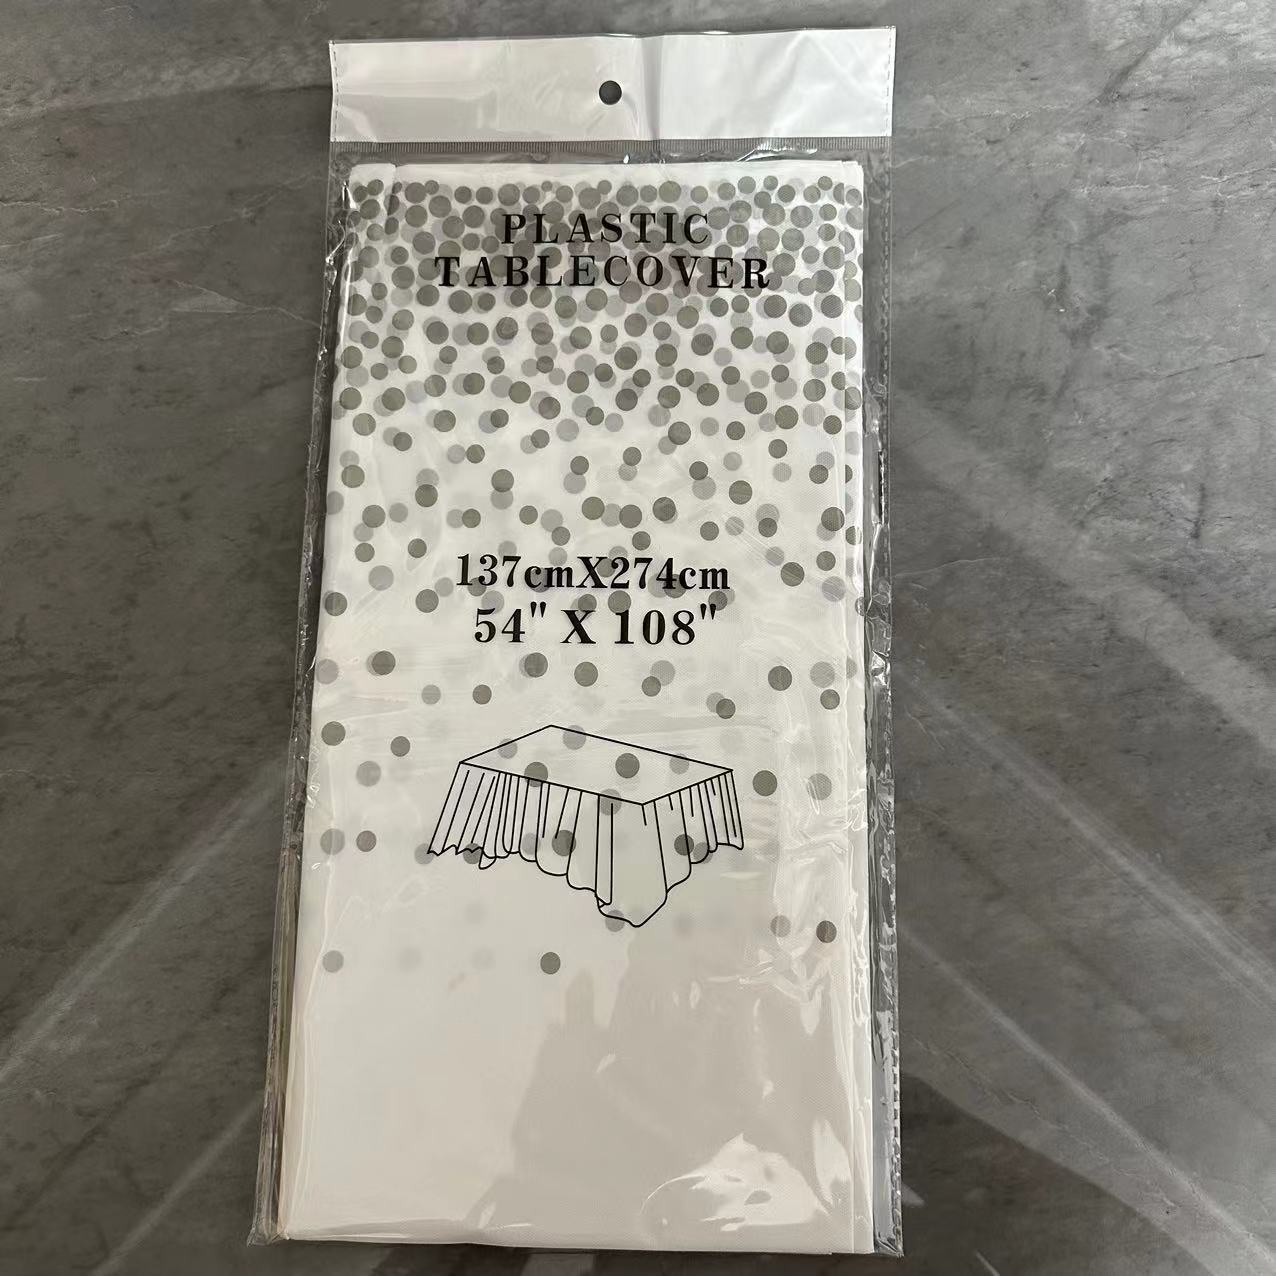 PLASTIC
TABLECOVER
137cmX274cm
54" X 108"